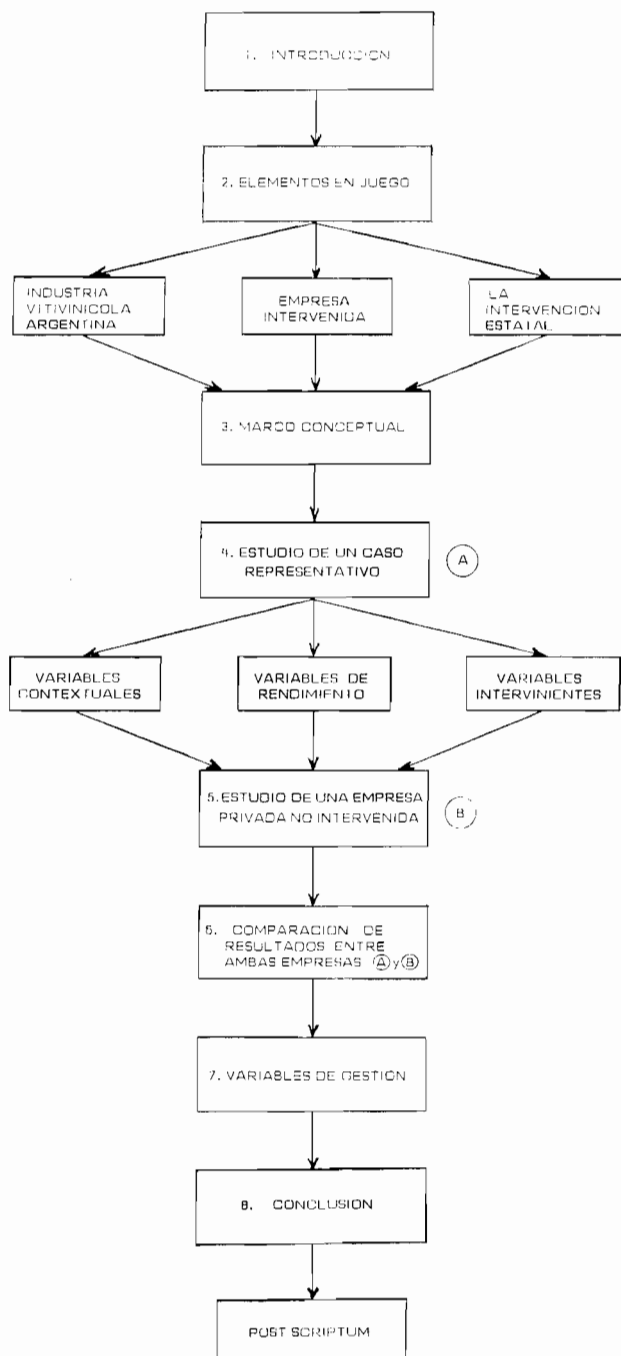 1. INTRODUCCION
2. ELEMENTOS EN JUEGO
INDUSTRIA
VITIVINICOLA
ARGENTINA
EMPRESA
INTERVENIDA
LA
INTERVENCION
ESTATAL
3. MARCO CONCEPTUAL
4. ESTUDIO DE UN CASO
REPRESENTATIVO
A
VARIABLES
CONTEXTUALES
VARIABLES DE
RENDIMIENTO
VARIABLES
INTERVINIENTES
5. ESTUDIO DE UNA EMPRESA
PRIVADA NO INTERVENIDA
B
6. COMPARACION DE
RESULTADOS ENTRE
AMBAS EMPRESAS A y B
7. VARIABLES DE GESTION
8. CONCLUSION
POST SCRIPTUM